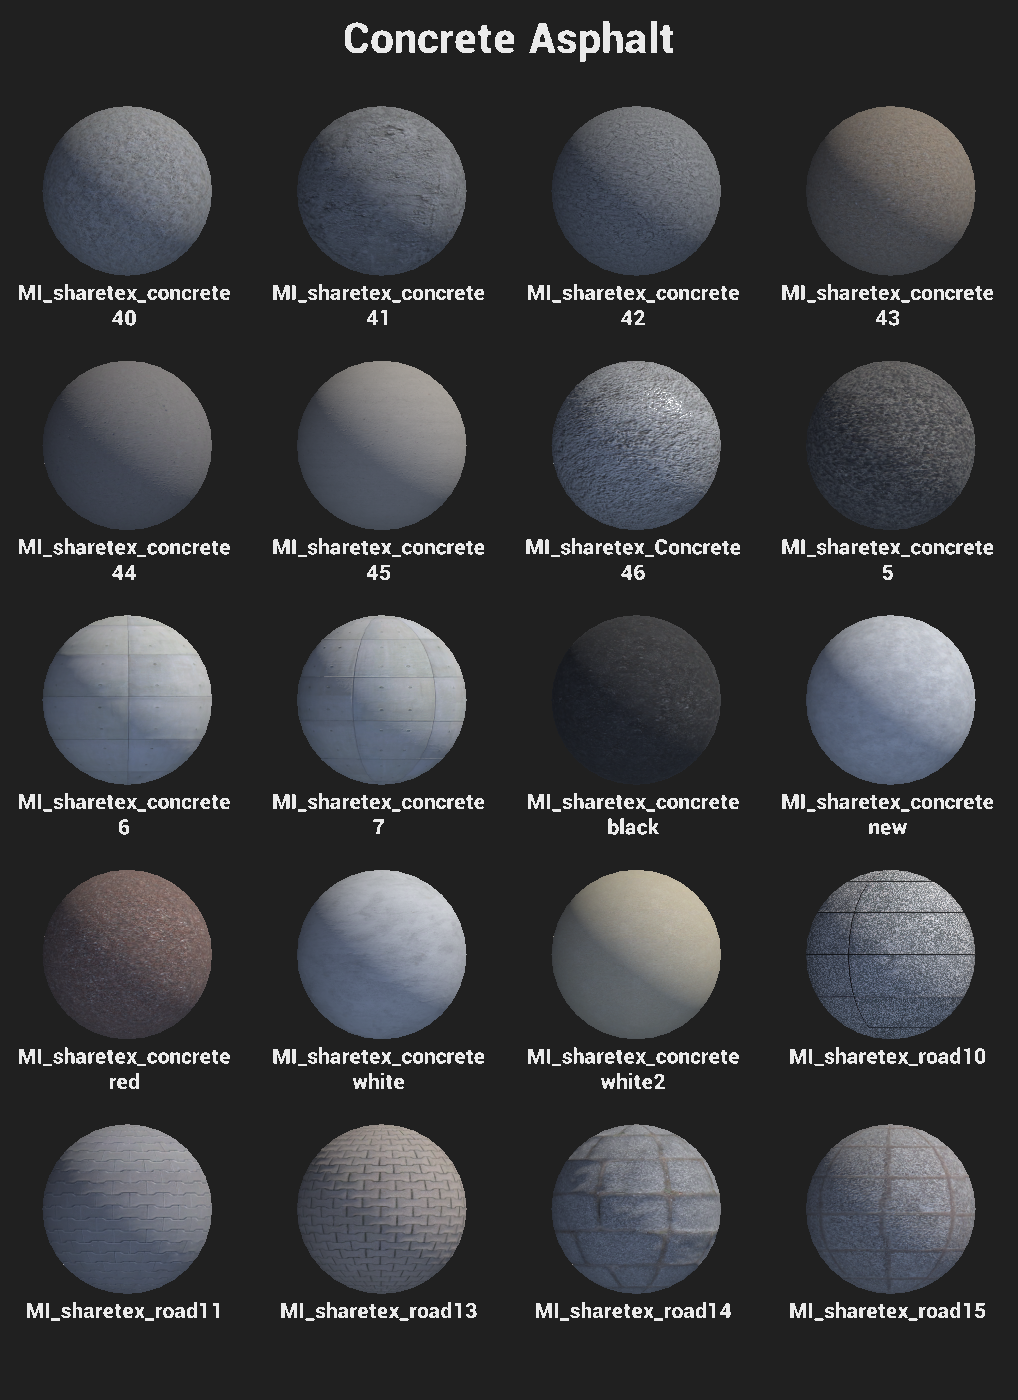 Concrete Asphalt
MI_sharetex_concrete MI_sharetex_concrete MI_sharetex_concrete MI_sharetex_concrete
40 41 42 43
MI_sharetex_concrete MI_sharetex_concrete MI_sharetex_Concrete MI_sharetex_concrete
44 45 46 5
MI_sharetex_concrete MI_sharetex_concrete MI_sharetex_concrete MI_sharetex_concrete
6 7 black new
MI_sharetex_concrete MI_sharetex_concrete MI_sharetex_concrete MI_sharetex_road10
red white white2
MI_sharetex_road11 MI_sharetex_road13 MI_sharetex_road14 MI_sharetex_road15